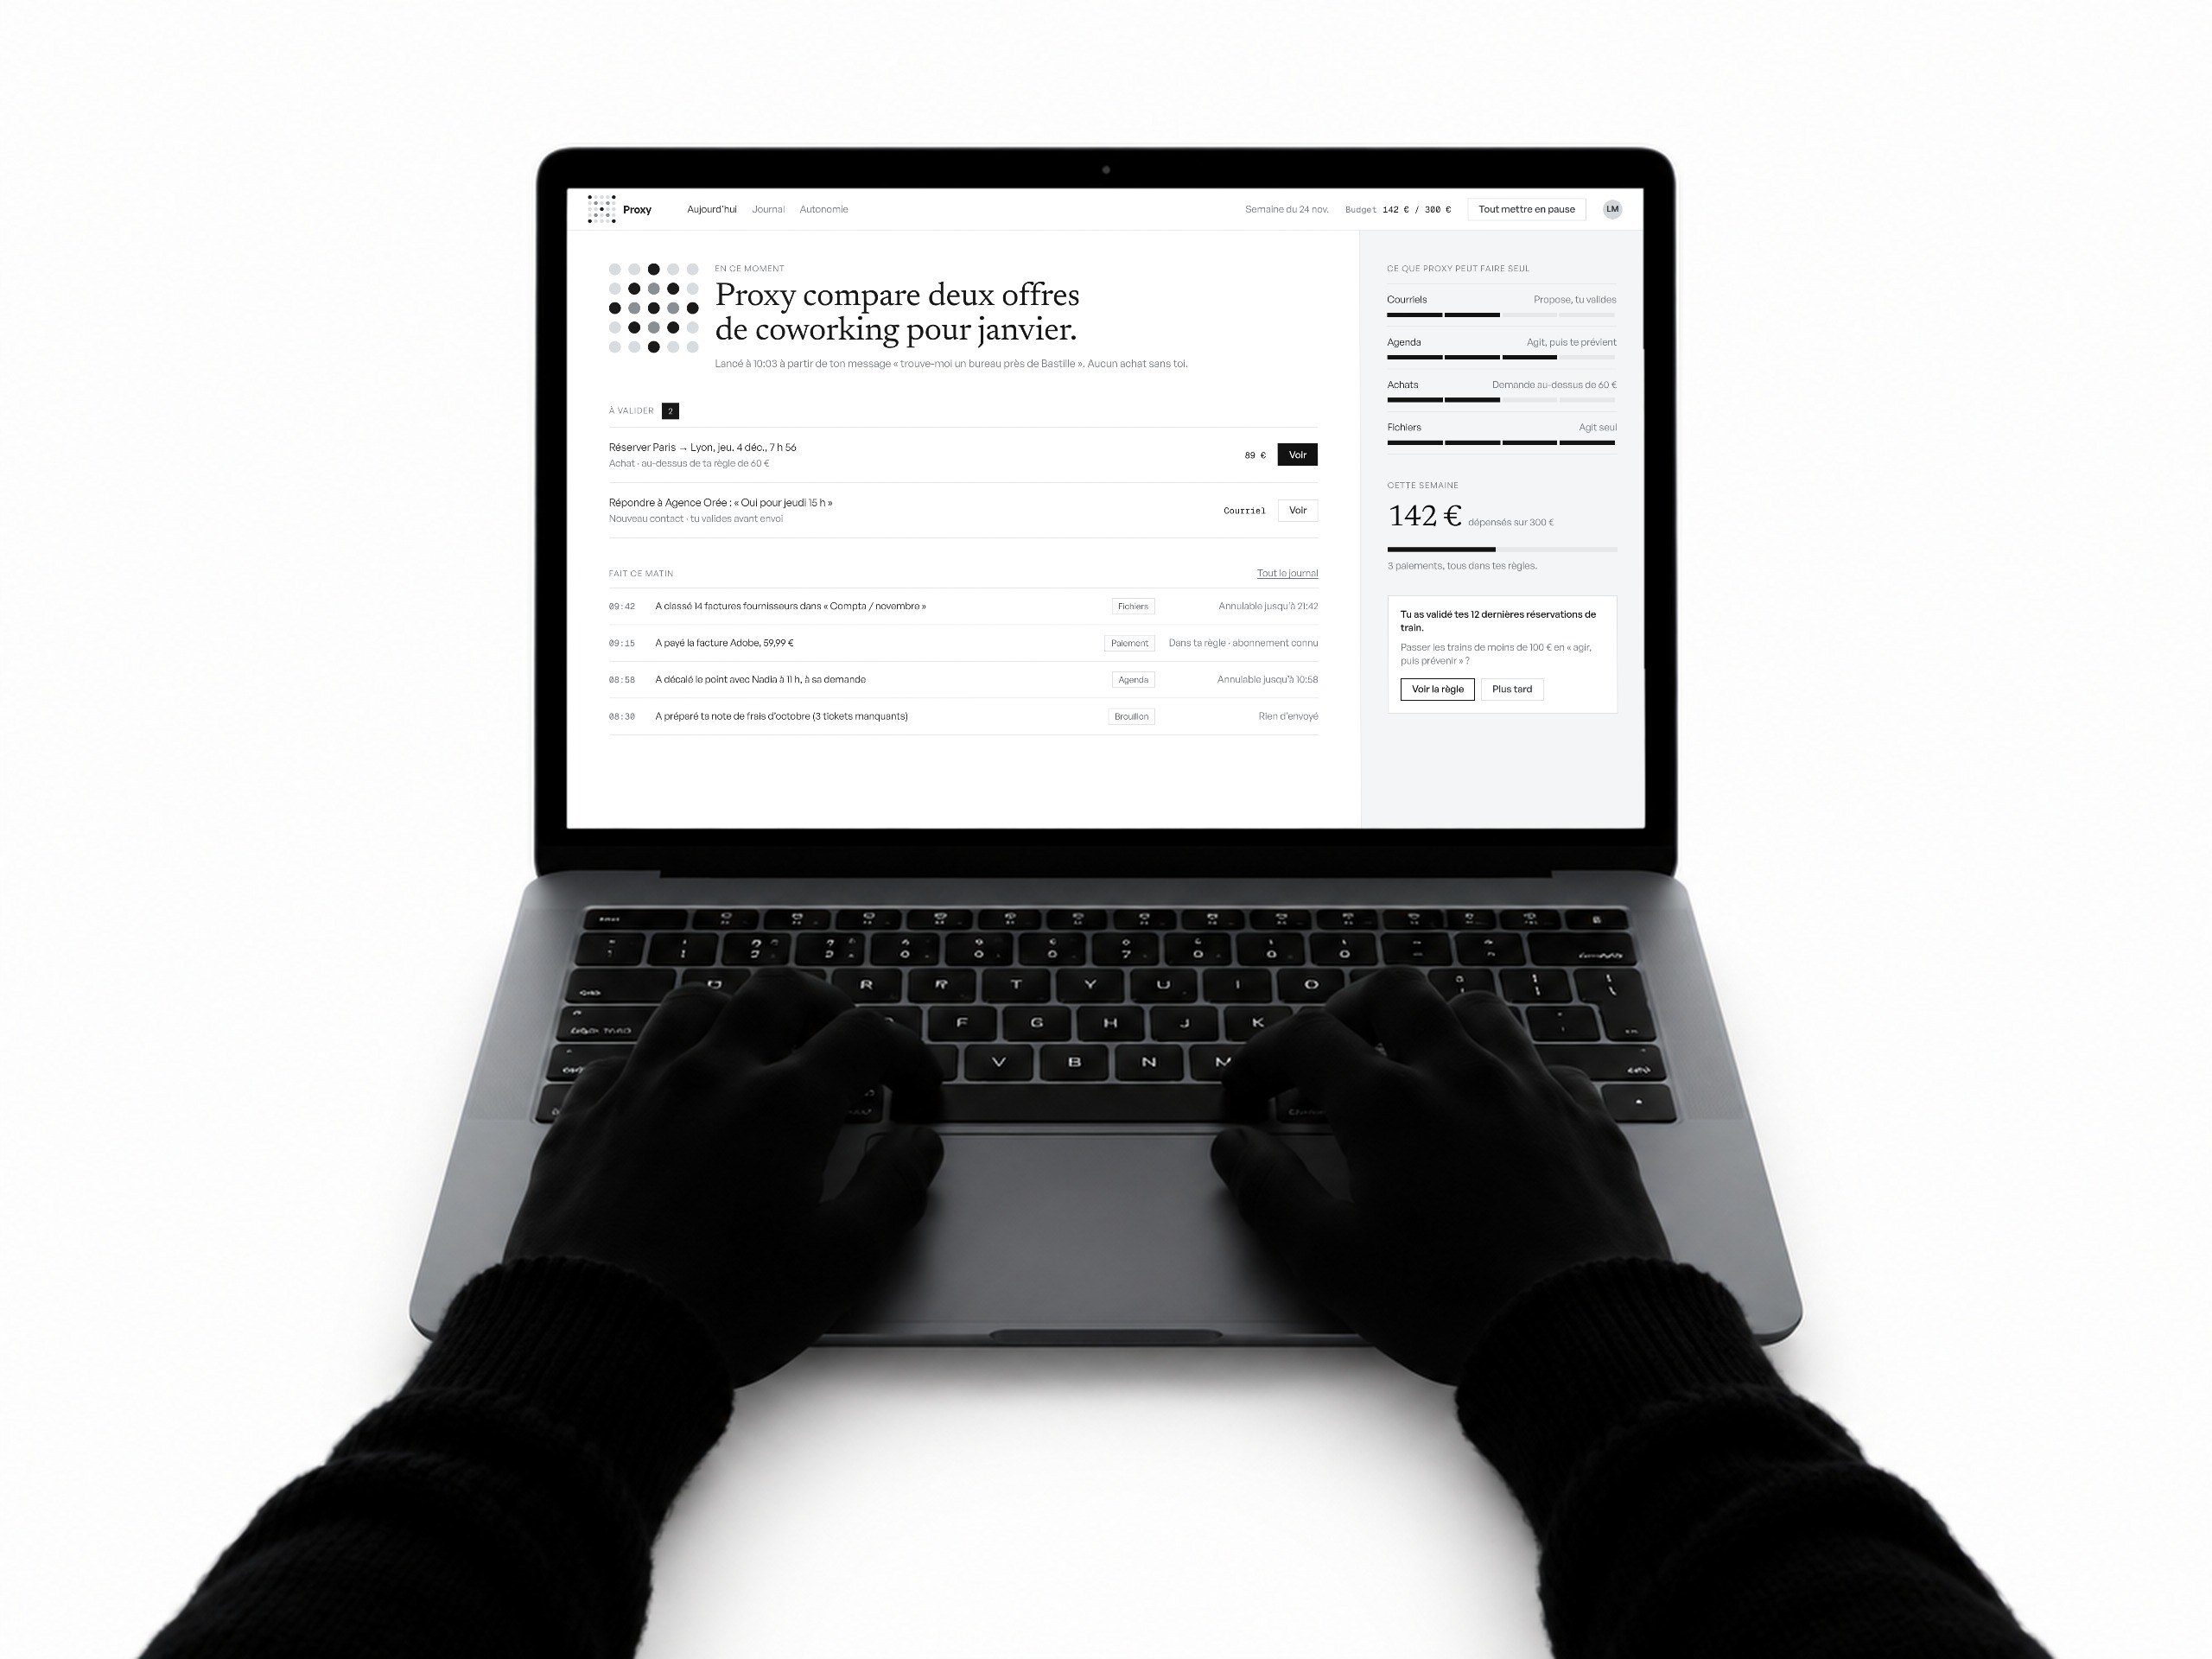 Proxy
Aujourd'hui Journal Autonomie
Semaine du 24 nov. Budget 142 € / 300 € Tout mettre en pause LM
EN CE MOMENT
Proxy compare deux offres
de coworking pour janvier.
Lancé à 10:03 à partir de ton message « trouve-moi un bureau près de Bastille ». Aucun achat sans toi.
À VALIDER 2
Réserver Paris → Lyon, jeu. 4 déc., 7 h 56
Achat · au-dessus de ta règle de 60 €
89 € Voir
Répondre à Agence Orée : « Oui pour jeudi 15 h »
Nouveau contact · tu valides avant envoi
Courriel Voir
FAIT CE MATIN Tout le journal
09:42 A classé 14 factures fournisseurs dans « Compta / novembre » Fichiers Annulable jusqu'à 21:42
09:15 A payé la facture Adobe, 59,99 € Paiement Dans ta règle · abonnement connu
08:58 A décalé le point avec Nadia à 11 h, à sa demande Agenda Annulable jusqu'à 10:58
08:30 A préparé ta note de frais d'octobre (3 tickets manquants) Brouillon Rien d'envoyé
CE QUE PROXY PEUT FAIRE SEUL
Courriels Propose, tu valides
Agenda Agit, puis te prévient
Achats Demande au-dessus de 60 €
Fichiers Agit seul
CETTE SEMAINE
142 € dépensés sur 300 €
3 paiements, tous dans tes règles.
Tu as validé tes 12 dernières réservations de
train.
Passer les trains de moins de 100 € en « agir,
puis prévenir » ?
Voir la règle Plus tard
R R T Y U I O
F G H J K
V B N M